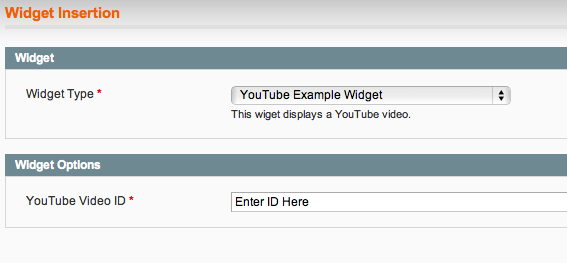 Widget Insertion
Widget
Widget Type *
YouTube Example Widget
This wiget displays a YouTube video.
Widget Options
YouTube Video ID *
Enter ID Here